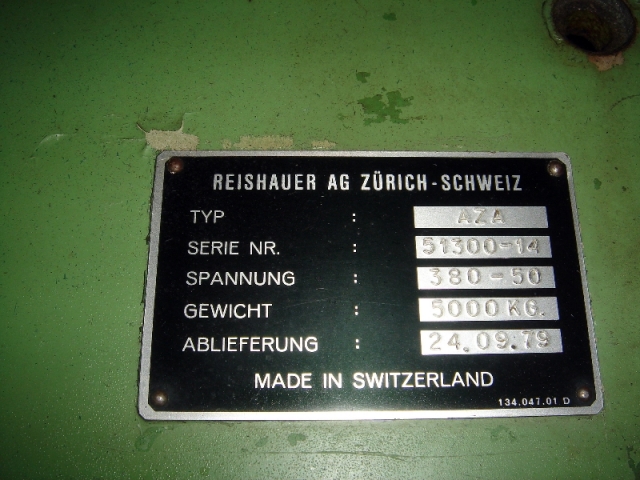 REISHAUER AG ZÜRICH-SCHWEIZ
TYP : AZA
SERIE NR. : 51300-14
SPANNUNG : 380-50
GEWICHT : 5000 KG.
ABLIEFERUNG : 24.09.79
MADE IN SWITZERLAND
134.047.01 D